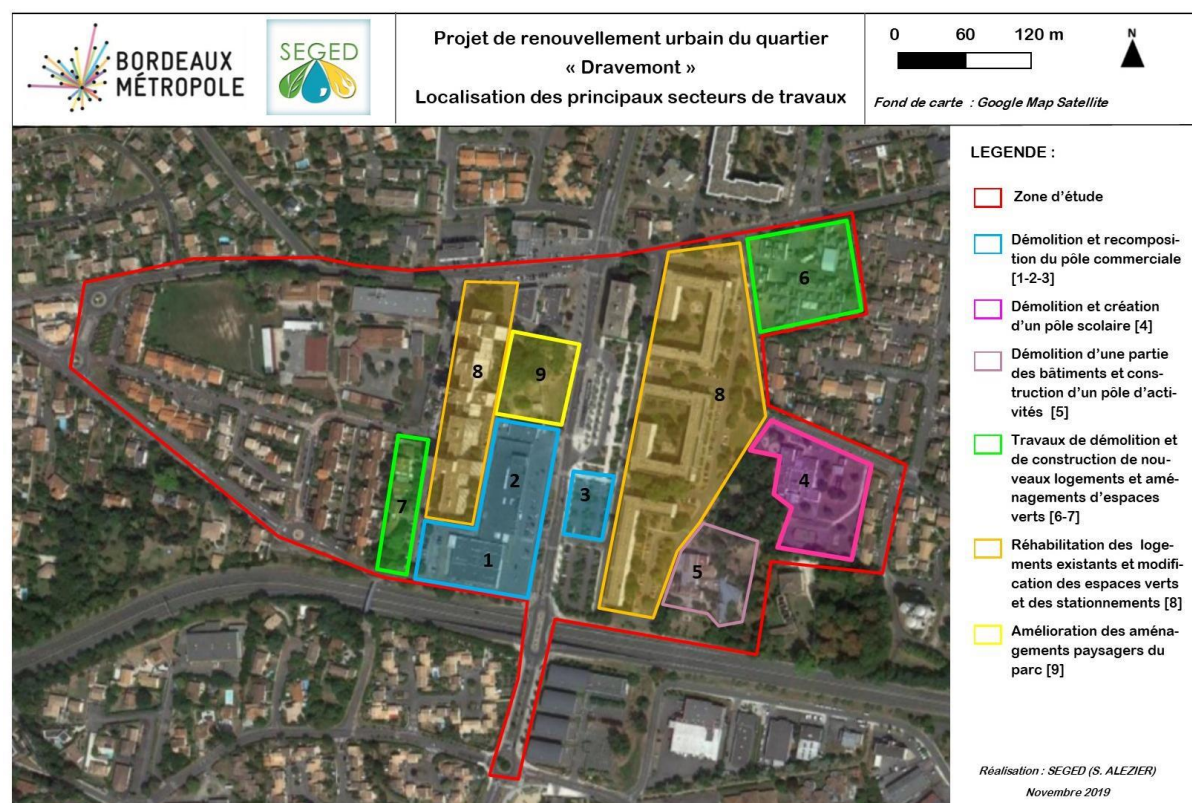 BORDEAUX
MÉTROPOLE
SEGED
Projet de renouvellement urbain du quartier
« Dravemont »
Localisation des principaux secteurs de travaux
0 60 120 m
N
Fond de carte : Google Map Satellite
LEGENDE :
Zone d'étude
Démolition et recomposi-
tion du pôle commerciale
[1-2-3]
Démolition et création
d'un pôle scolaire [4]
Démolition d'une partie
des bâtiments et cons-
truction d'un pôle d'acti-
vités [5]
Travaux de démolition et
de construction de nou-
veaux logements et amé-
nagements d'espaces
verts [6-7]
Réhabilitation des loge-
ments existants et modifi-
cation des espaces verts
et des stationnements [8]
Amélioration des aména-
gements paysagers du
parc [9]
6
8
9
8
2
4
3
7
1
5
Réalisation : SEGED (S. ALEZIER)
Novembre 2019